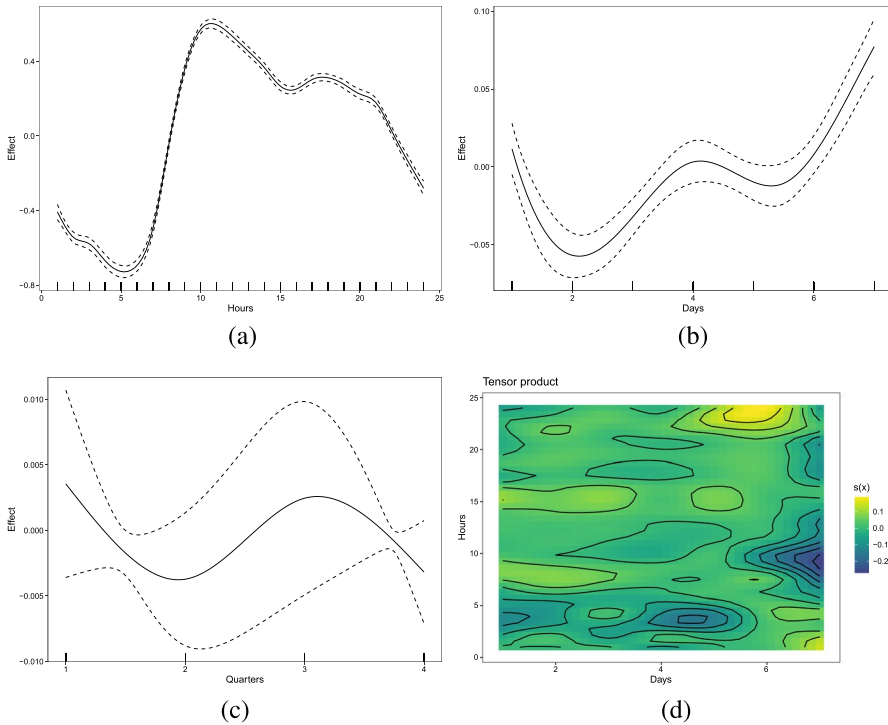 0.4
0.0
−0.4
−0.8
Effect
0
5
10
15
20
25
Hours
(a)
0.10
0.05
0.00
−0.05
Effect
2
4
6
Days
(b)
0.010
0.005
0.000
−0.005
−0.010
Effect
1
2
3
4
Quarters
(c)
Tensor product
25
20
15
10
5
0
Hours
2
4
6
Days
s(x)
0.1
0.0
−0.1
−0.2
(d)